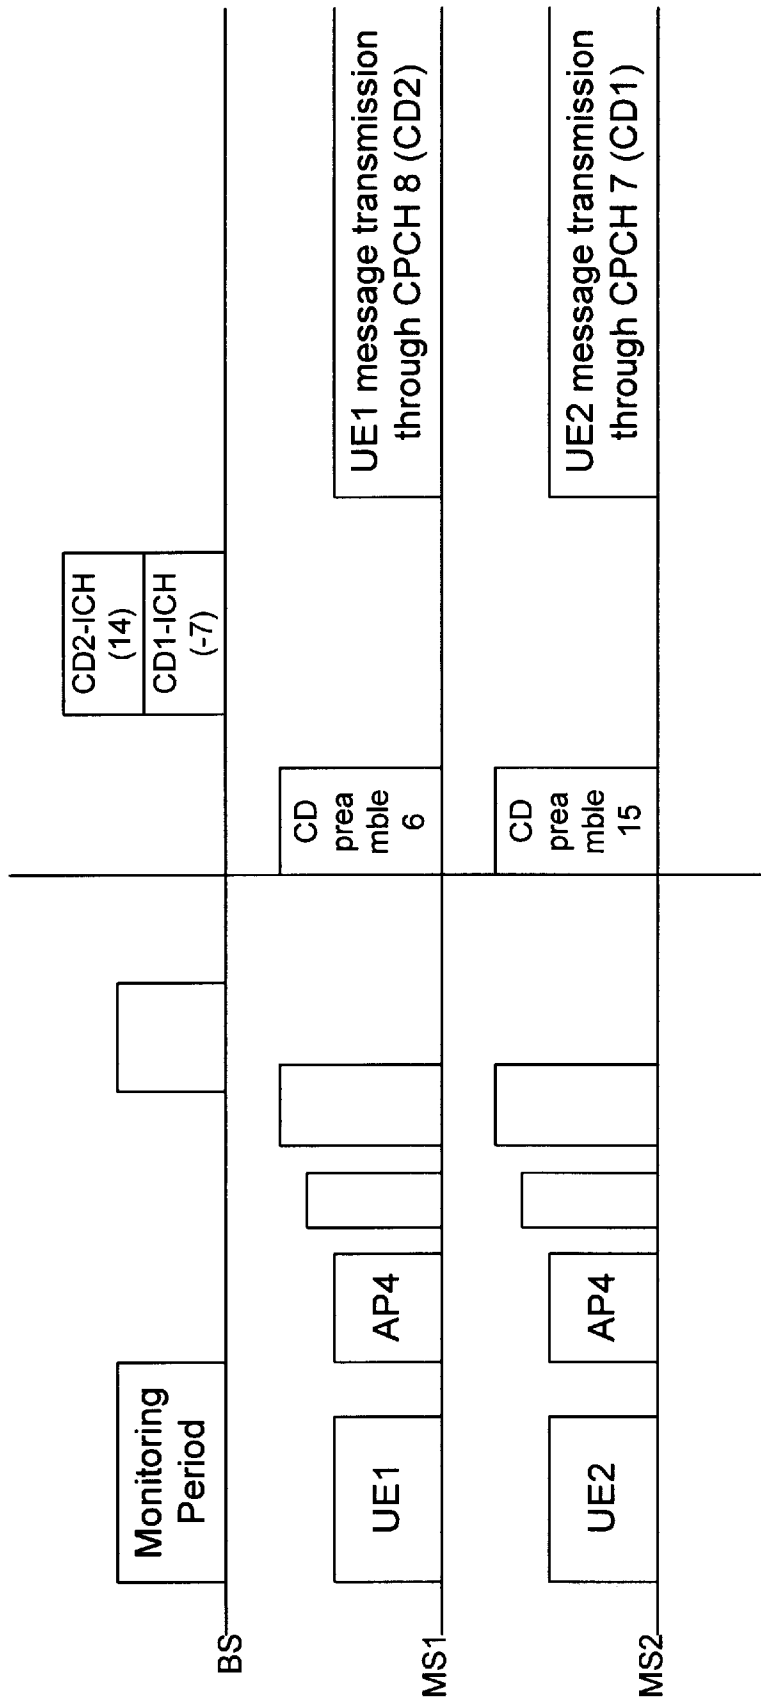 BS
Monitoring
Period
CD2-ICH
(14)
CD1-ICH
(-7)
MS1
UE1
AP4
CD
prea
mble
6
UE1 message transmission
through CPCH 8 (CD2)
MS2
UE2
AP4
CD
prea
mble
15
UE2 message transmission
through CPCH 7 (CD1)